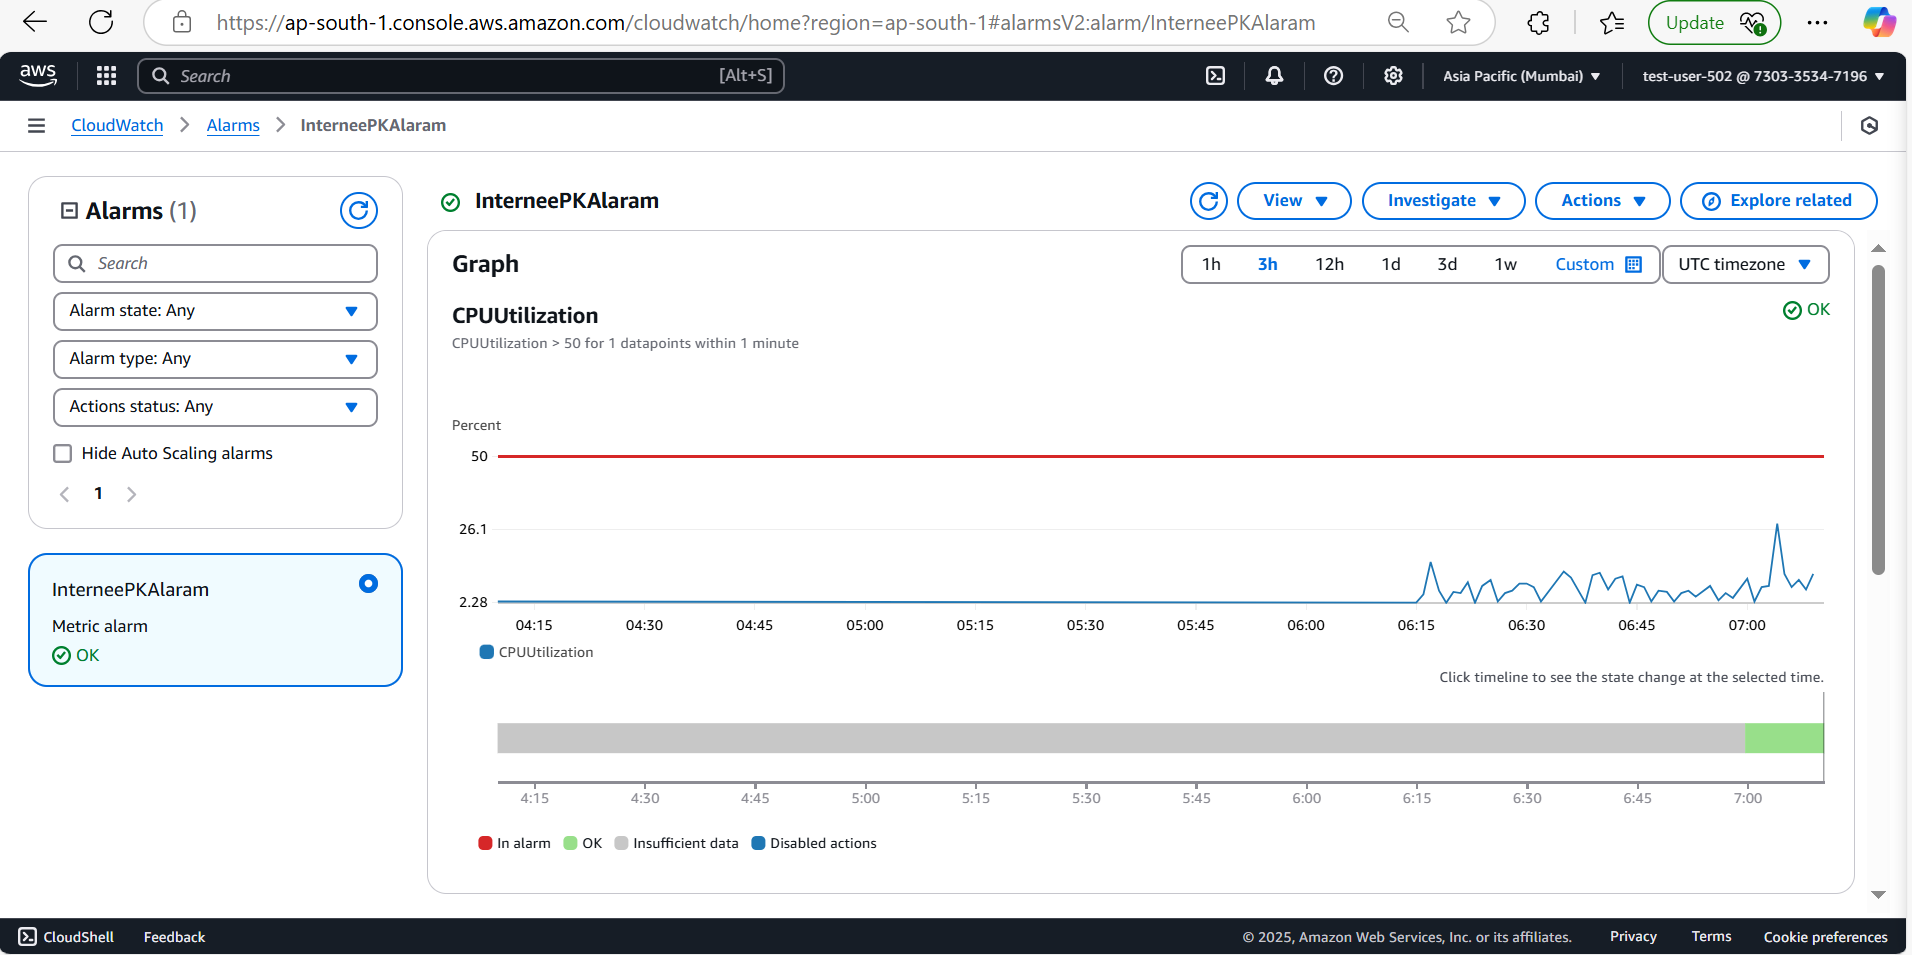 https://ap-south-1.console.aws.amazon.com/cloudwatch/home?region=ap-south-1#alarmsV2:alarm/InterneePKAlaram
Update
aws
Search [Alt+S]
Asia Pacific (Mumbai)
test-user-502 @ 7303-3534-7196
CloudWatch
Alarms
InterneePKAlaram
Alarms (1)
Search
Alarm state: Any
Alarm type: Any
Actions status: Any
Hide Auto Scaling alarms
1
InterneePKAlaram
Metric alarm
OK
InterneePKAlaram
View
Investigate
Actions
Explore related
Graph
1h 3h 12h 1d 3d 1w Custom
UTC timezone
CPUUtilization
OK
CPUUtilization > 50 for 1 datapoints within 1 minute
Percent
50
26.1
2.28
04:15 04:30 04:45 05:00 05:15 05:30 05:45 06:00 06:15 06:30 06:45 07:00
CPUUtilization
Click timeline to see the state change at the selected time.
4:15 4:30 4:45 5:00 5:15 5:30 5:45 6:00 6:15 6:30 6:45 7:00
In alarm OK Insufficient data Disabled actions
CloudShell
Feedback
© 2025, Amazon Web Services, Inc. or its affiliates.
Privacy
Terms
Cookie preferences